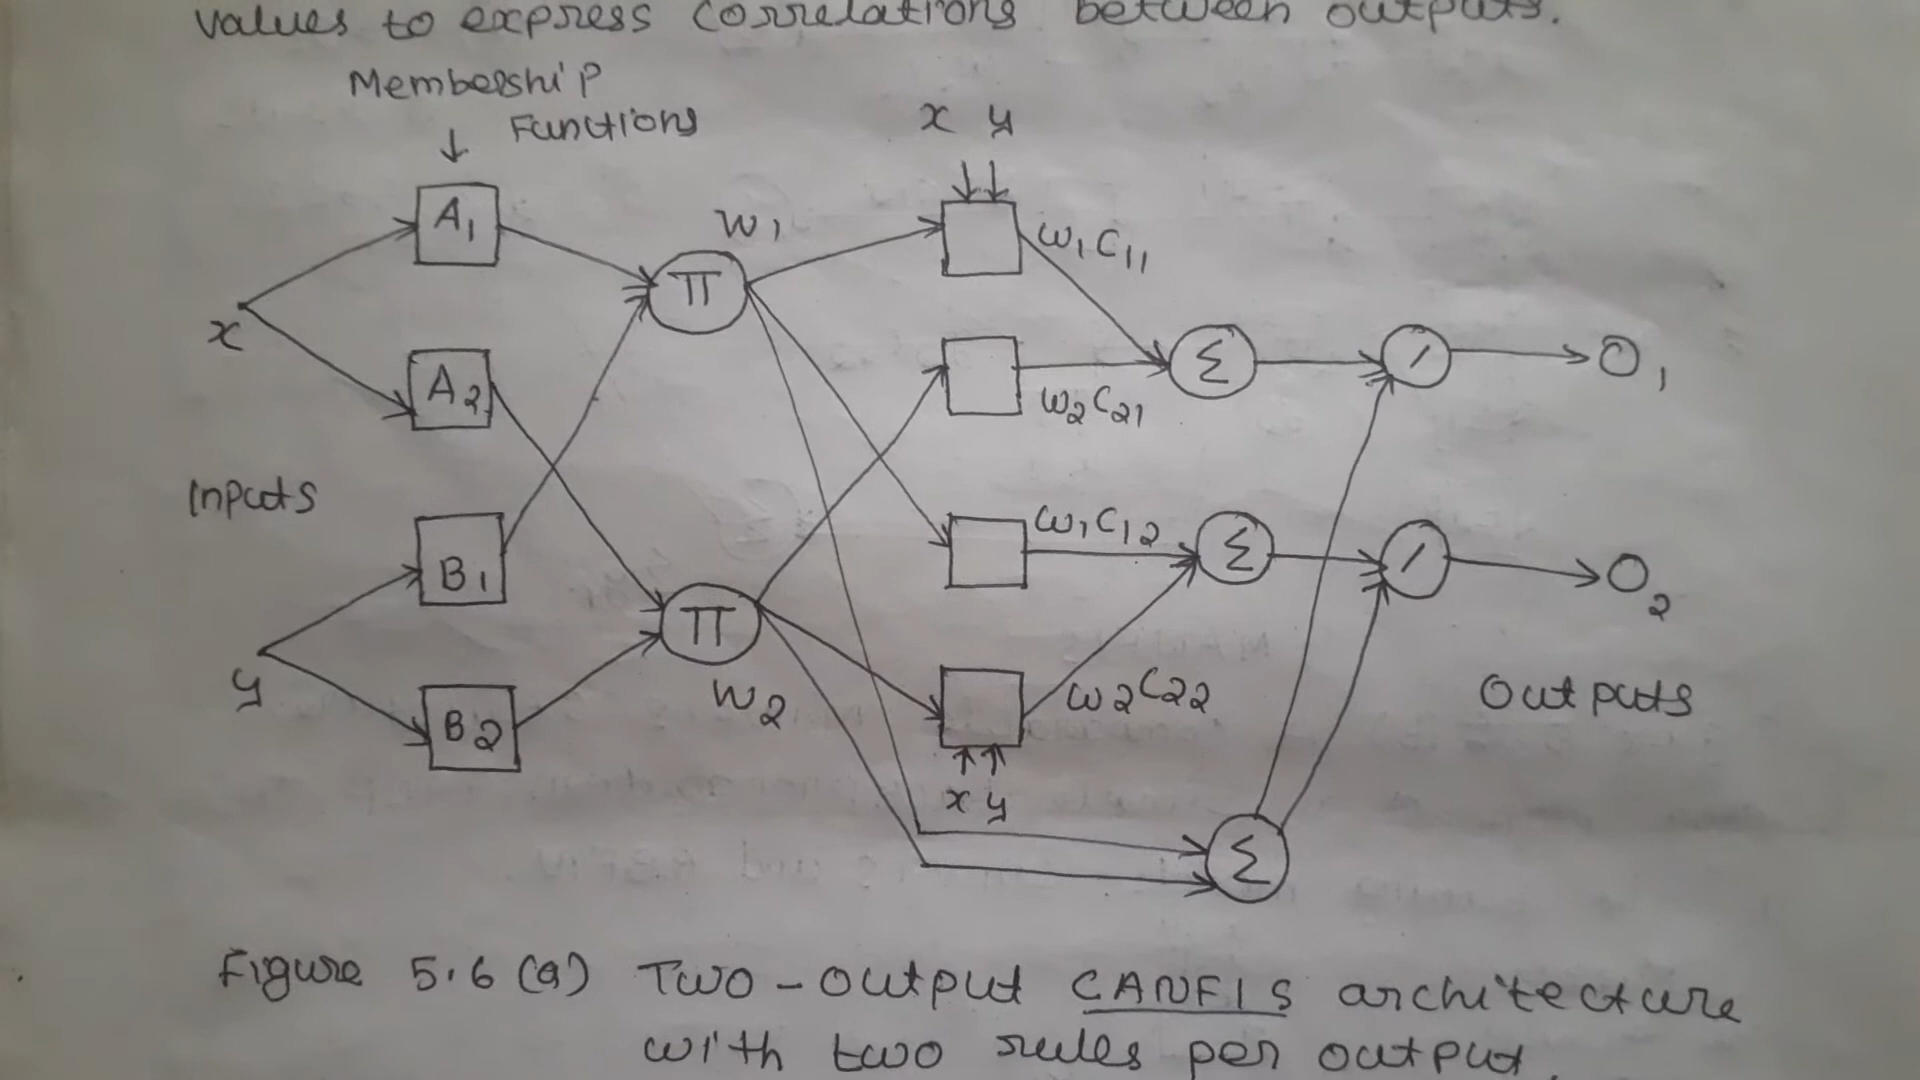 values to express correlations between outputs.
Membership
Functions
x y
A1
W1
w1c11
π
x
A2
Σ
/
O1
w2c21
Inputs
w1c12
B1
Σ
/
O2
π
y
W2
w2c22
Outputs
B2
x y
Σ
Figure 5.6 (a) Two-output CANFIS architecture
with two rules per output.